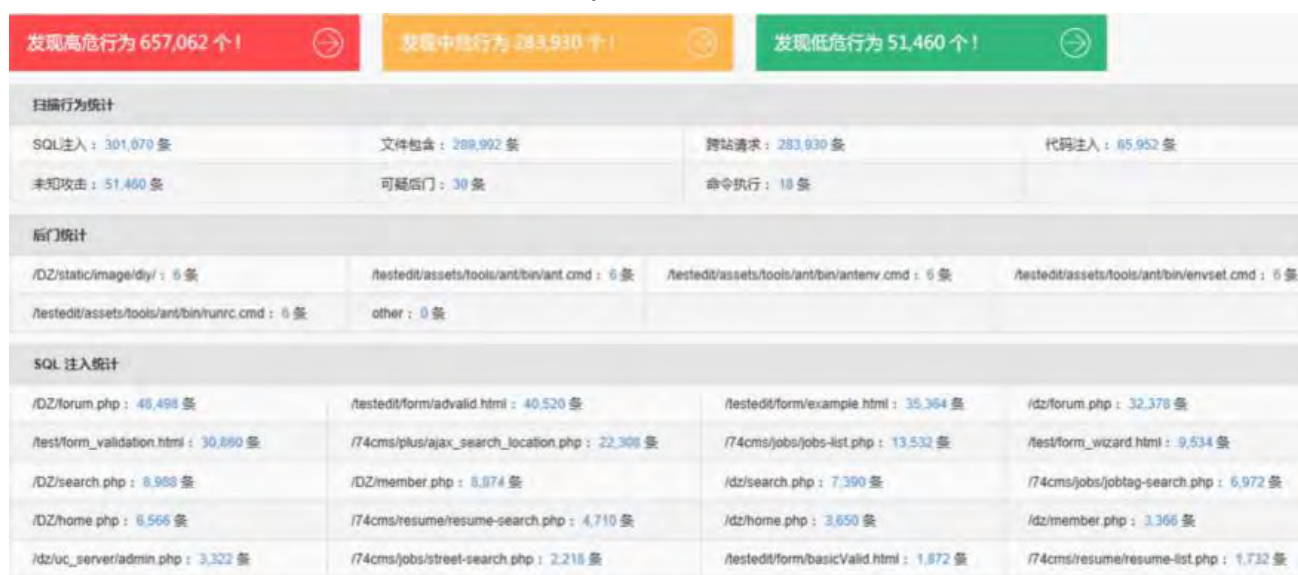 发现高危行为 657,062 个！ 发现中危行为 283,930 个！ 发现低危行为 51,460 个！
扫描行为统计
SQL注入： 301,070 条 文件包含： 289,992 条 跨站请求： 283,930 条 代码注入： 65,952 条
未知攻击： 51,460 条 可疑后门： 30 条 命令执行： 18 条
后门统计
/DZ/static/image/diy/： 6 条 /testedit/assets/tools/ant/bin/ant.cmd： 6 条 /testedit/assets/tools/ant/bin/antenv.cmd： 6 条 /testedit/assets/tools/ant/bin/envset.cmd： 6 条
/testedit/assets/tools/ant/bin/runrc.cmd： 6 条 other： 0 条
SQL 注入统计
/DZ/forum.php： 48,498 条 /testedit/form/advalid.html： 40,520 条 /testedit/form/example.html： 35,364 条 /dz/forum.php： 32,378 条
/test/form_validation.html： 30,860 条 /74cms/plus/ajax_search_location.php： 22,308 条 /74cms/jobs/jobs-list.php： 13,532 条 /test/form_wizard.html： 9,534 条
/DZ/search.php： 8,988 条 /DZ/member.php： 8,974 条 /dz/search.php： 7,390 条 /74cms/jobs/jobtag-search.php： 6,972 条
/DZ/home.php： 6,566 条 /74cms/resume/resume-search.php： 4,710 条 /dz/home.php： 3,650 条 /dz/member.php： 3,366 条
/dz/uc_server/admin.php： 3,322 条 /74cms/jobs/street-search.php： 2,218 条 /testedit/form/basicValid.html： 1,872 条 /74cms/resume/resume-list.php： 1,732 条